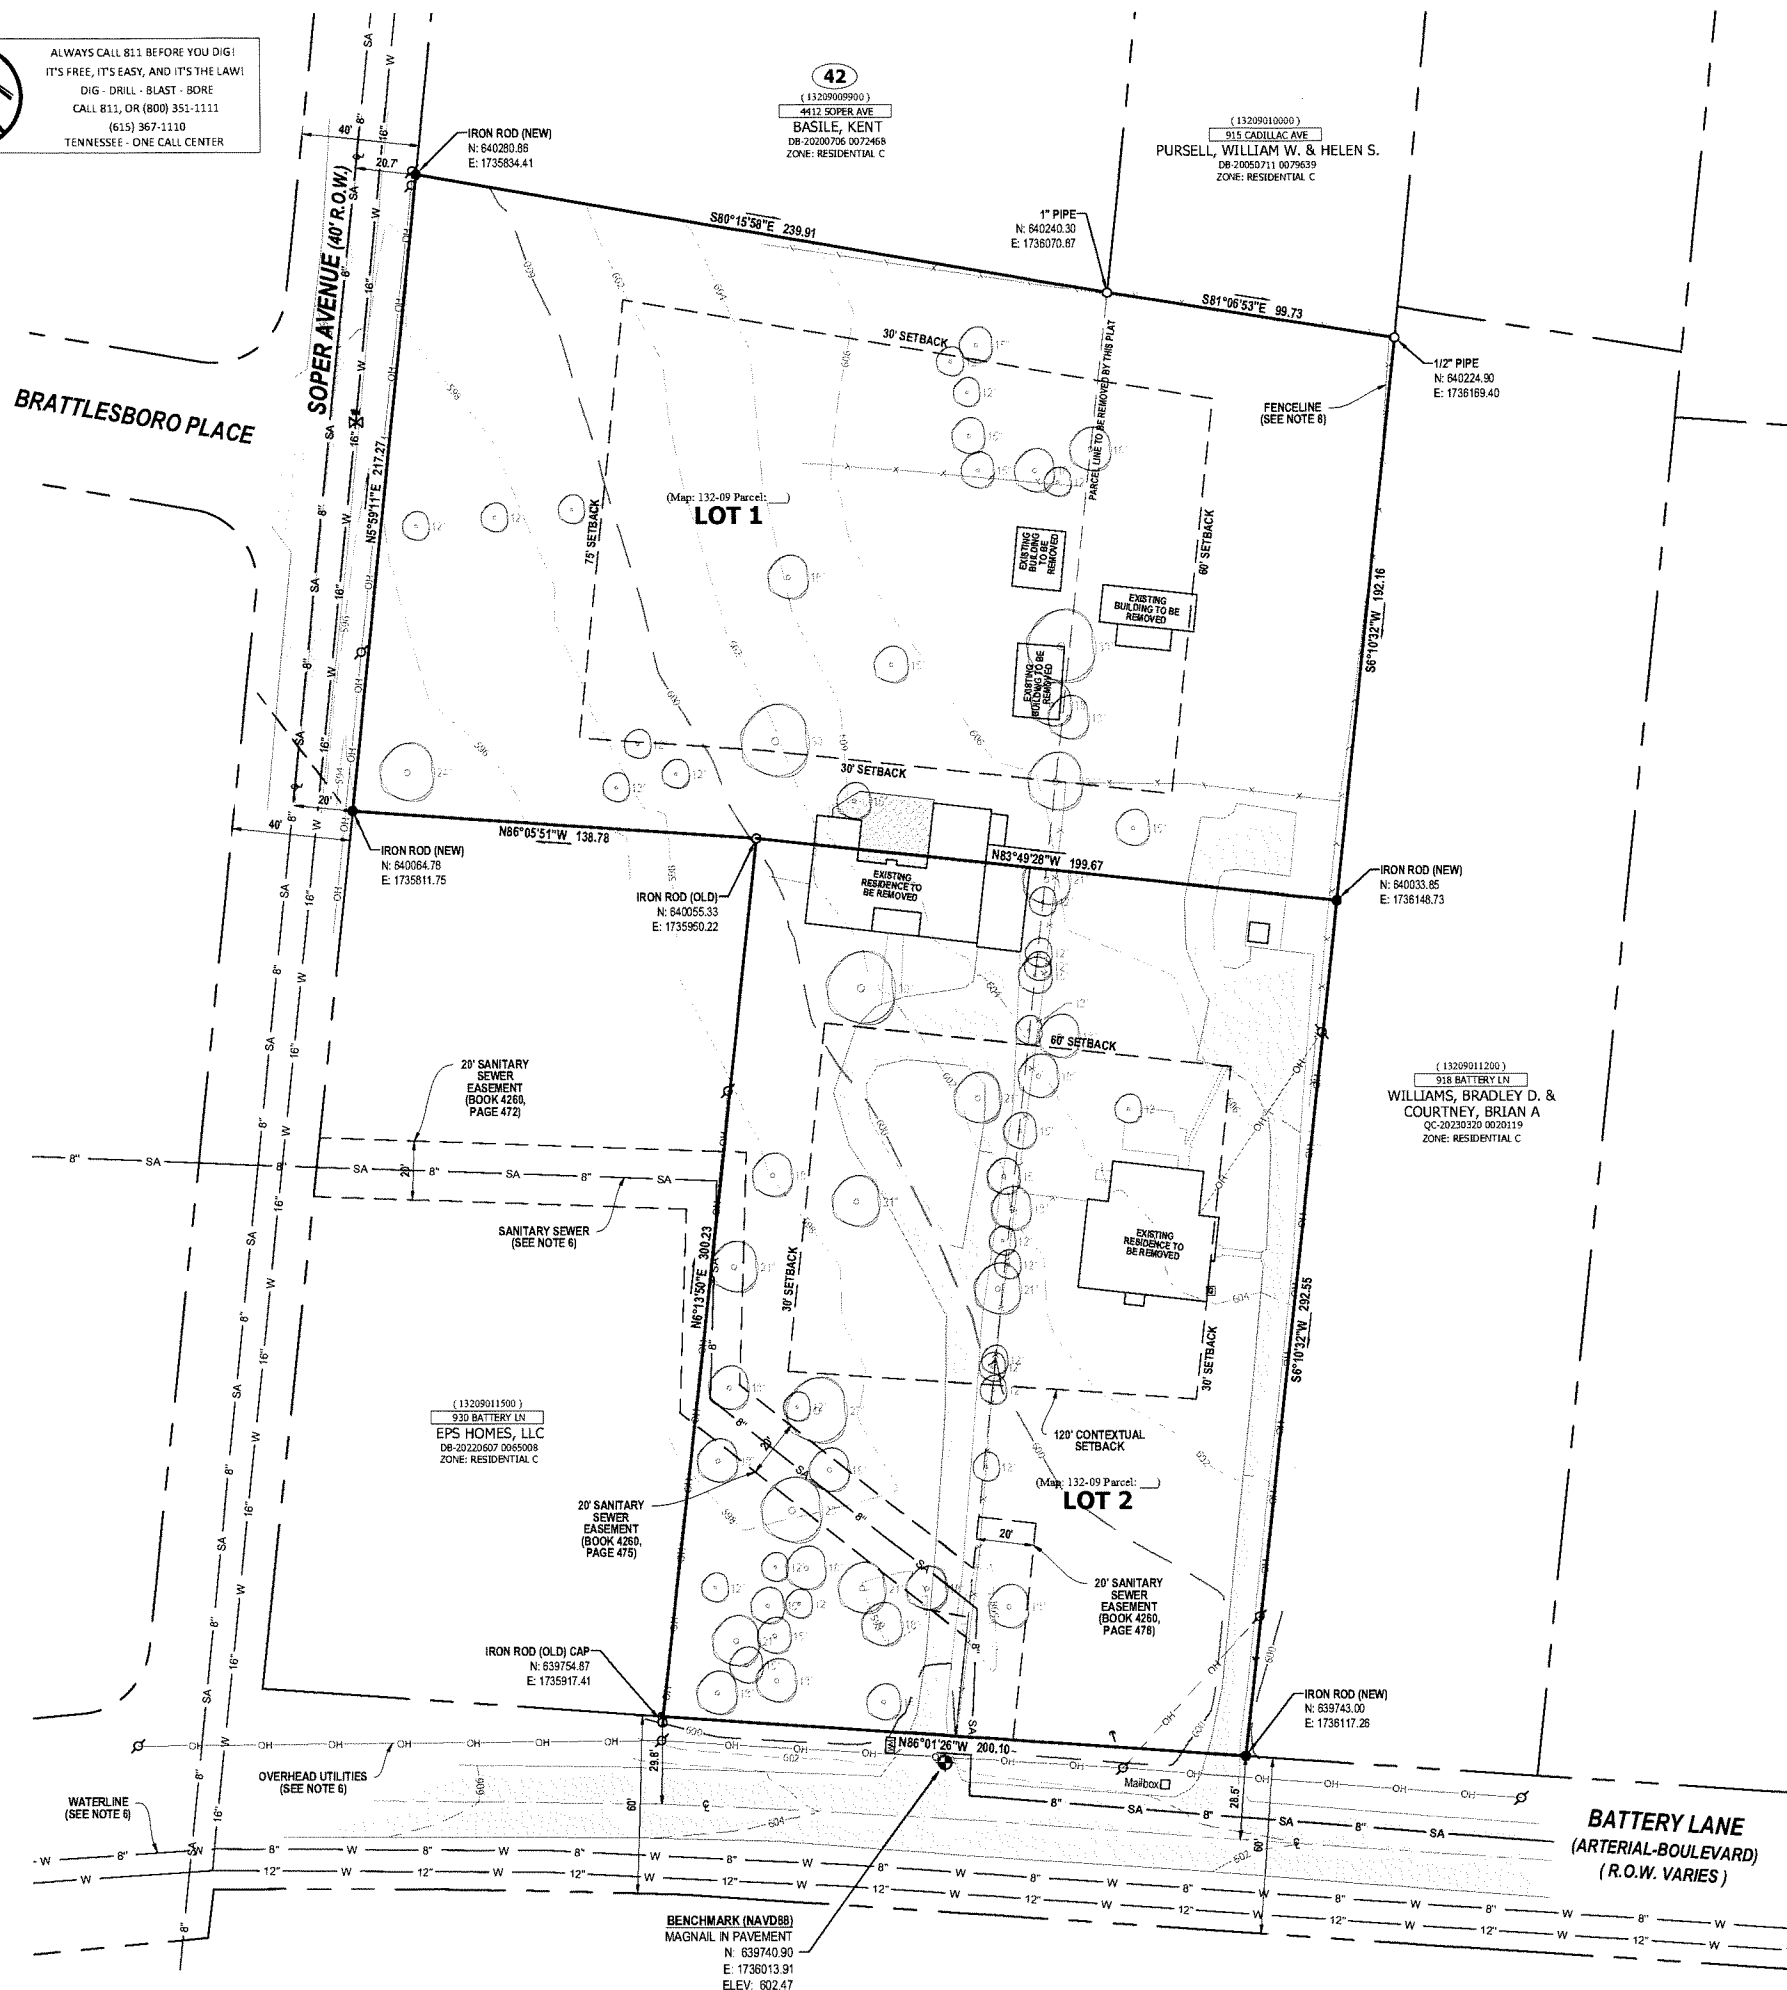 ALWAYS CALL 811 BEFORE YOU DIG!
IT'S FREE, IT'S EASY, AND IT'S THE LAW!
DIG - DRILL - BLAST - BORE
CALL 811, OR (800) 351-1111
(615) 367-1110
TENNESSEE - ONE CALL CENTER
42
( 13209009900 )
4412 SOPER AVE
BASILE, KENT
DB-20200706 0072468
ZONE: RESIDENTIAL C
( 13209010000 )
915 CADILLAC AVE
PURSELL, WILLIAM W. & HELEN S.
DB-20050711 0079639
ZONE: RESIDENTIAL C
40'
20.7'
IRON ROD (NEW)
N: 640280.86
E: 1735834.41
S80°15'58"E 239.91
1" PIPE
N: 640240.30
E: 1736070.87
S81°06'53"E 99.73
1/2" PIPE
N: 640224.90
E: 1736169.40
FENCELINE
(SEE NOTE 8)
SOPER AVENUE (40' R.O.W.)
BRATTLESBORO PLACE
N5°59'11"E 217.27
30' SETBACK
75' SETBACK
60' SETBACK
PARCEL LINE TO BE REMOVED BY THIS PLAT
(Map: 132-09 Parcel: ___)
LOT 1
EXISTING
BUILDING
TO BE
REMOVED
EXISTING
BUILDING TO BE
REMOVED
EXISTING
BUILDING TO BE
REMOVED
S6°10'32"W 192.16
30' SETBACK
20'
40'
IRON ROD (NEW)
N: 640064.78
E: 1735811.75
N86°05'51"W 138.78
IRON ROD (OLD)
N: 640055.33
E: 1735950.22
EXISTING
RESIDENCE TO
BE REMOVED
N83°49'28"W 199.67
IRON ROD (NEW)
N: 640033.85
E: 1736148.73
20' SANITARY
SEWER
EASEMENT
(BOOK 4260,
PAGE 472)
20'
SANITARY SEWER
(SEE NOTE 6)
N6°13'50"E 300.23
60' SETBACK
30' SETBACK
30' SETBACK
EXISTING
RESIDENCE TO
BE REMOVED
( 13209011200 )
918 BATTERY LN
WILLIAMS, BRADLEY D. &
COURTNEY, BRIAN A
QC-20230320 0020119
ZONE: RESIDENTIAL C
S6°10'32"W 292.55
( 13209011500 )
930 BATTERY LN
EPS HOMES, LLC
DB-20220607 0065008
ZONE: RESIDENTIAL C
120' CONTEXTUAL
SETBACK
(Map: 132-09 Parcel: ___)
LOT 2
20' SANITARY
SEWER
EASEMENT
(BOOK 4260,
PAGE 475)
20'
20'
20' SANITARY
SEWER
EASEMENT
(BOOK 4260,
PAGE 478)
IRON ROD (OLD) CAP
N: 639754.87
E: 1735917.41
IRON ROD (NEW)
N: 639743.00
E: 1736117.26
N86°01'26"W 200.10
29.8'
60'
28.5'
60'
Mailbox
OVERHEAD UTILITIES
(SEE NOTE 6)
WATERLINE
(SEE NOTE 6)
BATTERY LANE
(ARTERIAL-BOULEVARD)
( R.O.W. VARIES )
BENCHMARK (NAVD88)
MAGNAIL IN PAVEMENT
N: 639740.90
E: 1736013.91
ELEV: 602.47